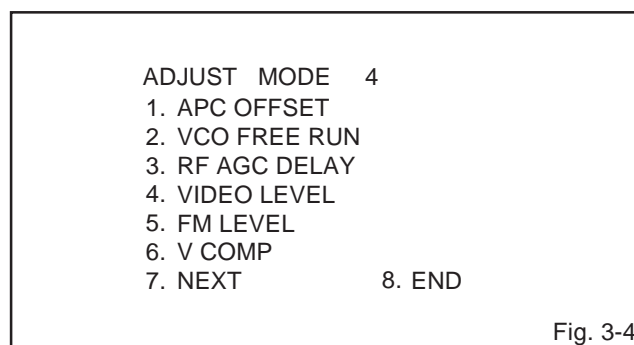 ADJUST MODE 4
1. APC OFFSET
2. VCO FREE RUN
3. RF AGC DELAY
4. VIDEO LEVEL
5. FM LEVEL
6. V COMP
7. NEXT 8. END
Fig. 3-4